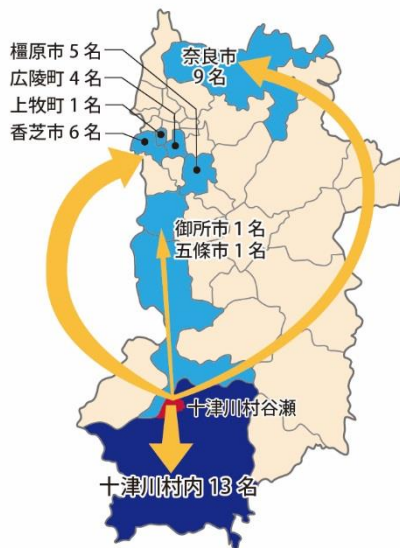 橿原市 5 名
広陵町 4 名
上牧町 1 名
香芝市 6 名
奈良市
9 名
御所市 1 名
五條市 1 名
十津川村谷瀬
十津川村内 13 名